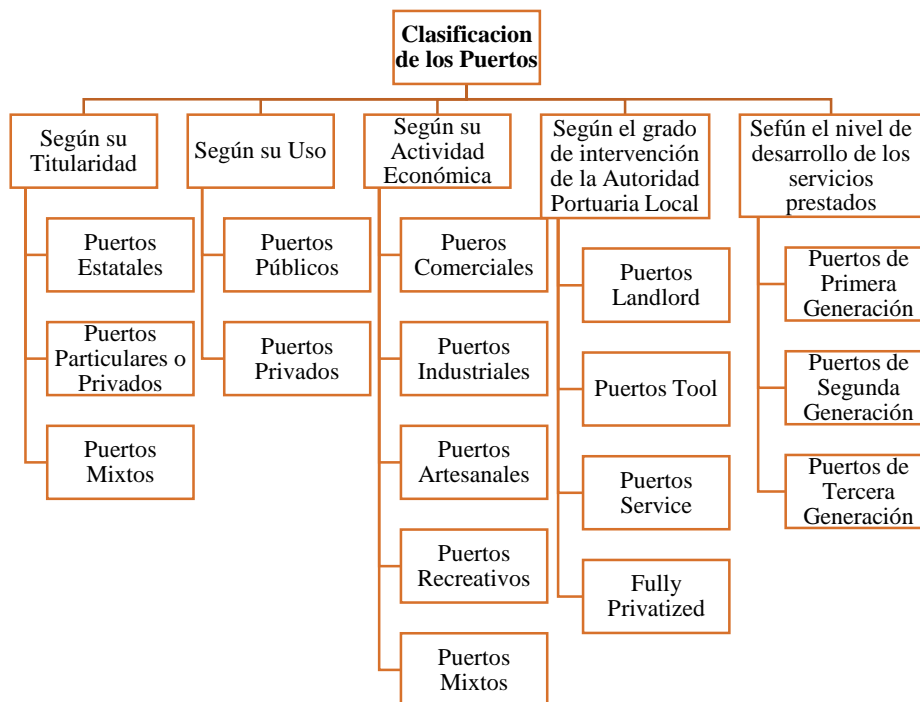 Clasificacion
de los Puertos
Según su
Titularidad
Puertos
Estatales
Puertos
Particulares o
Privados
Puertos
Mixtos
Según su Uso
Puertos
Públicos
Puertos
Privados
Según su
Actividad
Económica
Pueros
Comerciales
Puertos
Industriales
Puertos
Artesanales
Puertos
Recreativos
Puertos
Mixtos
Según el grado
de intervención
de la Autoridad
Portuaria Local
Puertos
Landlord
Puertos Tool
Puertos
Service
Fully
Privatized
Sefún el nivel de
desarrollo de los
servicios
prestados
Puertos de
Primera
Generación
Puertos de
Segunda
Generación
Puertos de
Tercera
Generación